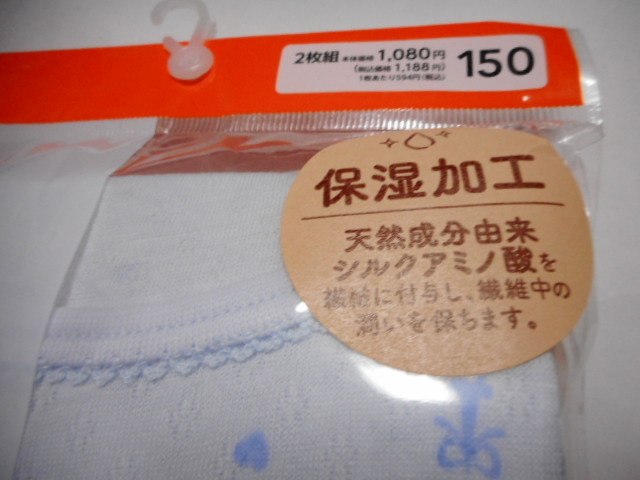 2枚組 本体価格 1,080円
(税込価格 1,188円)
1枚あたり594円(税込)
150
保湿加工
天然成分由来
シルクアミノ酸を
繊維に付与し、繊維中の
潤いを保ちます。